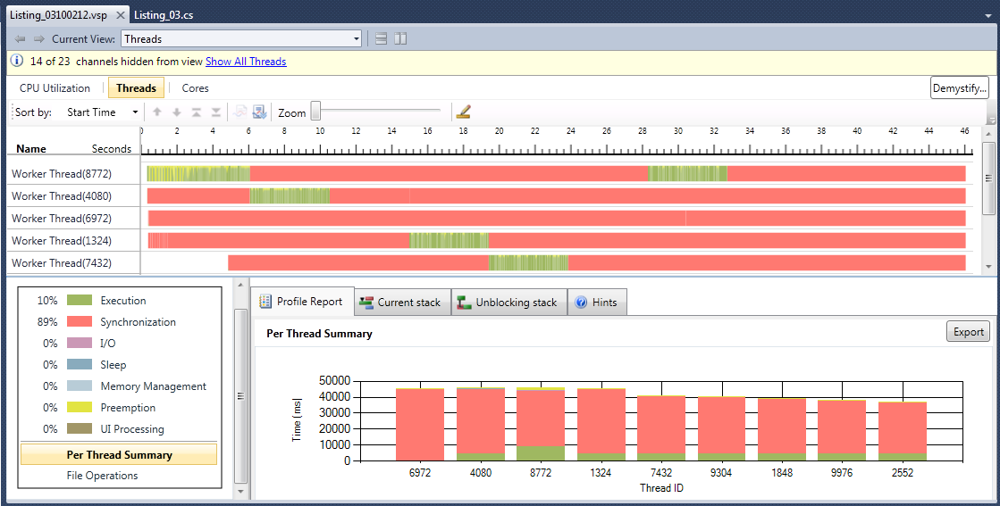 Listing_03100212.vsp Listing_03.cs
Current View: Threads
14 of 23 channels hidden from view Show All Threads
CPU Utilization Threads Cores Demystify...
Sort by: Start Time Zoom
0 2 4 6 8 10 12 14 16 18 20 22 24 26 28 30 32 34 36 38 40 42 44 46
Name Seconds
Worker Thread(8772)
Worker Thread(4080)
Worker Thread(6972)
Worker Thread(1324)
Worker Thread(7432)
10% Execution
89% Synchronization
0% I/O
0% Sleep
0% Memory Management
0% Preemption
0% UI Processing
Per Thread Summary
File Operations
Profile Report Current stack Unblocking stack Hints
Per Thread Summary Export
50000
40000
30000
20000
10000
0
Time (ms)
6972 4080 8772 1324 7432 9304 1848 9976 2552
Thread ID